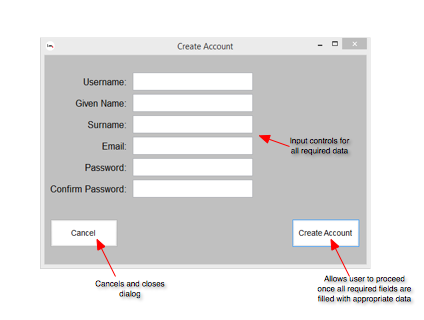 Create Account
Username:
Given Name:
Surname:
Input controls for
all required data
Email:
Password:
Confirm Password:
Cancel
Create Account
Cancels and closes
dialog
Allows user to proceed
once all required fields are
filled with appropriate data